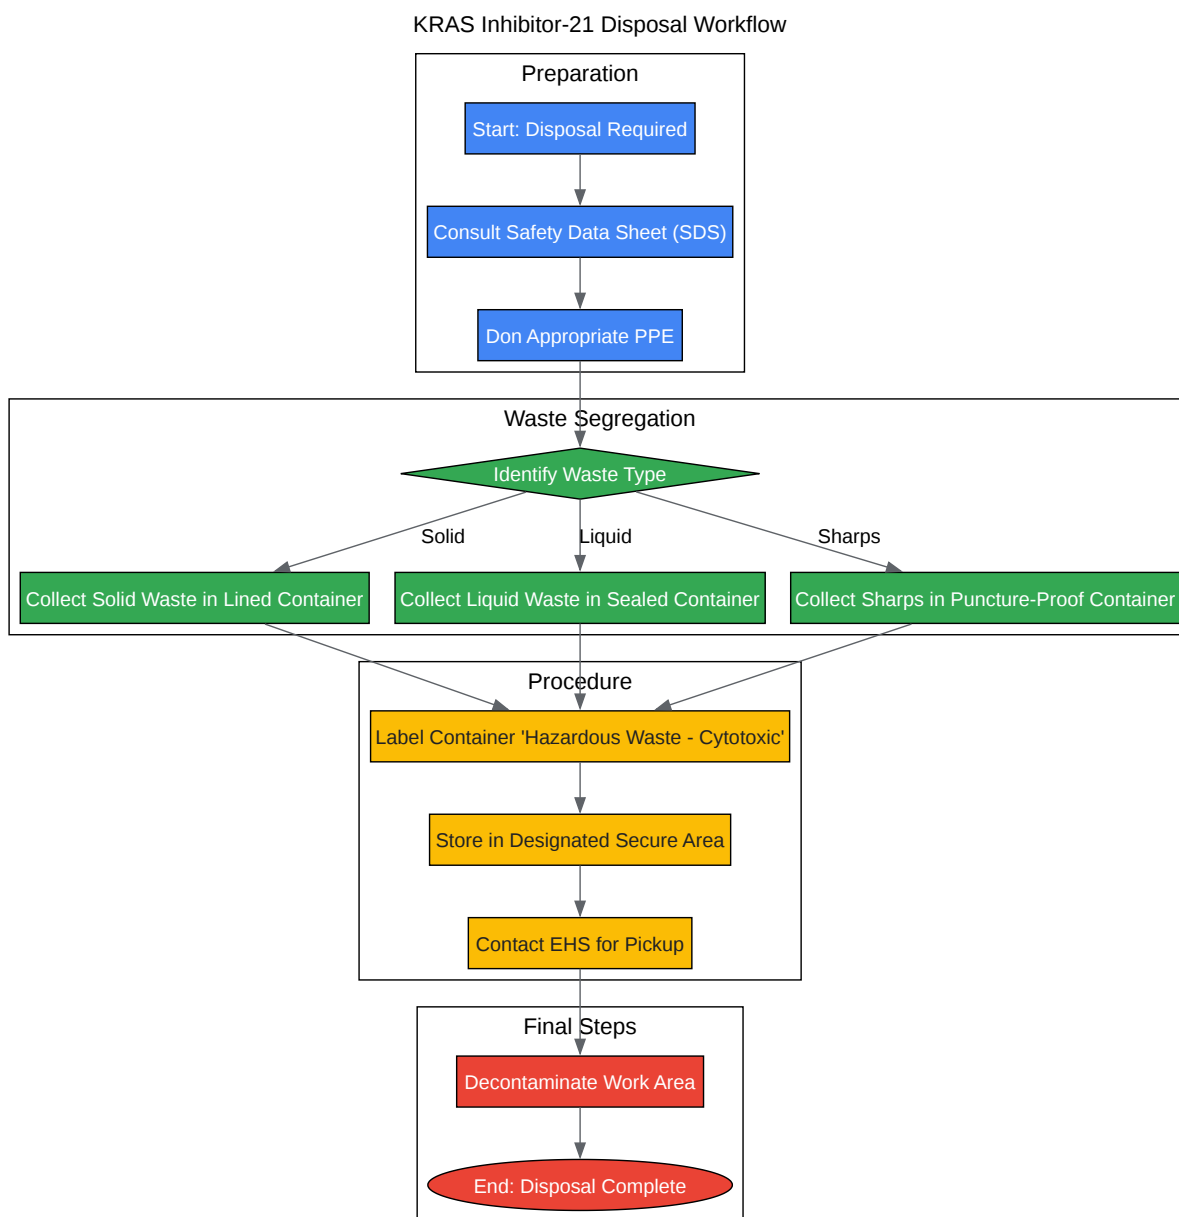 KRAS Inhibitor-21 Disposal Workflow
Preparation
Start: Disposal Required
Consult Safety Data Sheet (SDS)
Don Appropriate PPE
Waste Segregation
Identify Waste Type
Solid
Liquid
Sharps
Collect Solid Waste in Lined Container
Collect Liquid Waste in Sealed Container
Collect Sharps in Puncture-Proof Container
Procedure
Label Container 'Hazardous Waste - Cytotoxic'
Store in Designated Secure Area
Contact EHS for Pickup
Final Steps
Decontaminate Work Area
End: Disposal Complete